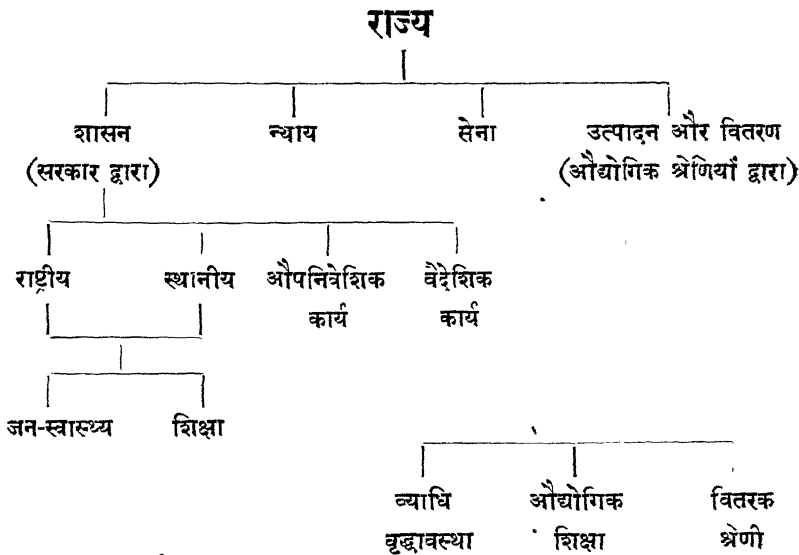 राज्य
शासन न्याय सेना उत्पादन और वितरण
(सरकार द्वारा) (औद्योगिक श्रेणियाँ द्वारा)
राष्ट्रीय स्थानीय औपनिवेशिक वैदेशिक
कार्य कार्य
जन-स्वास्थ्य शिक्षा
व्याधि औद्योगिक वितरक
वृद्धावस्था शिक्षा श्रेणी